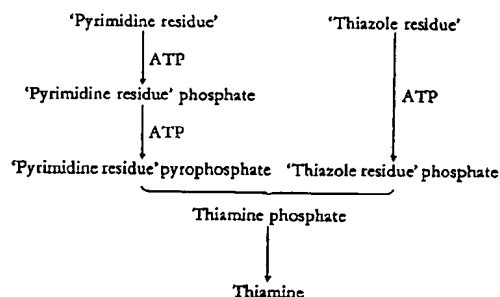 ‘Pyrimidine residue’ ‘Thiazole residue’
ATP
‘Pyrimidine residue’ phosphate ATP
ATP
‘Pyrimidine residue’ pyrophosphate ‘Thiazole residue’ phosphate
Thiamine phosphate
Thiamine